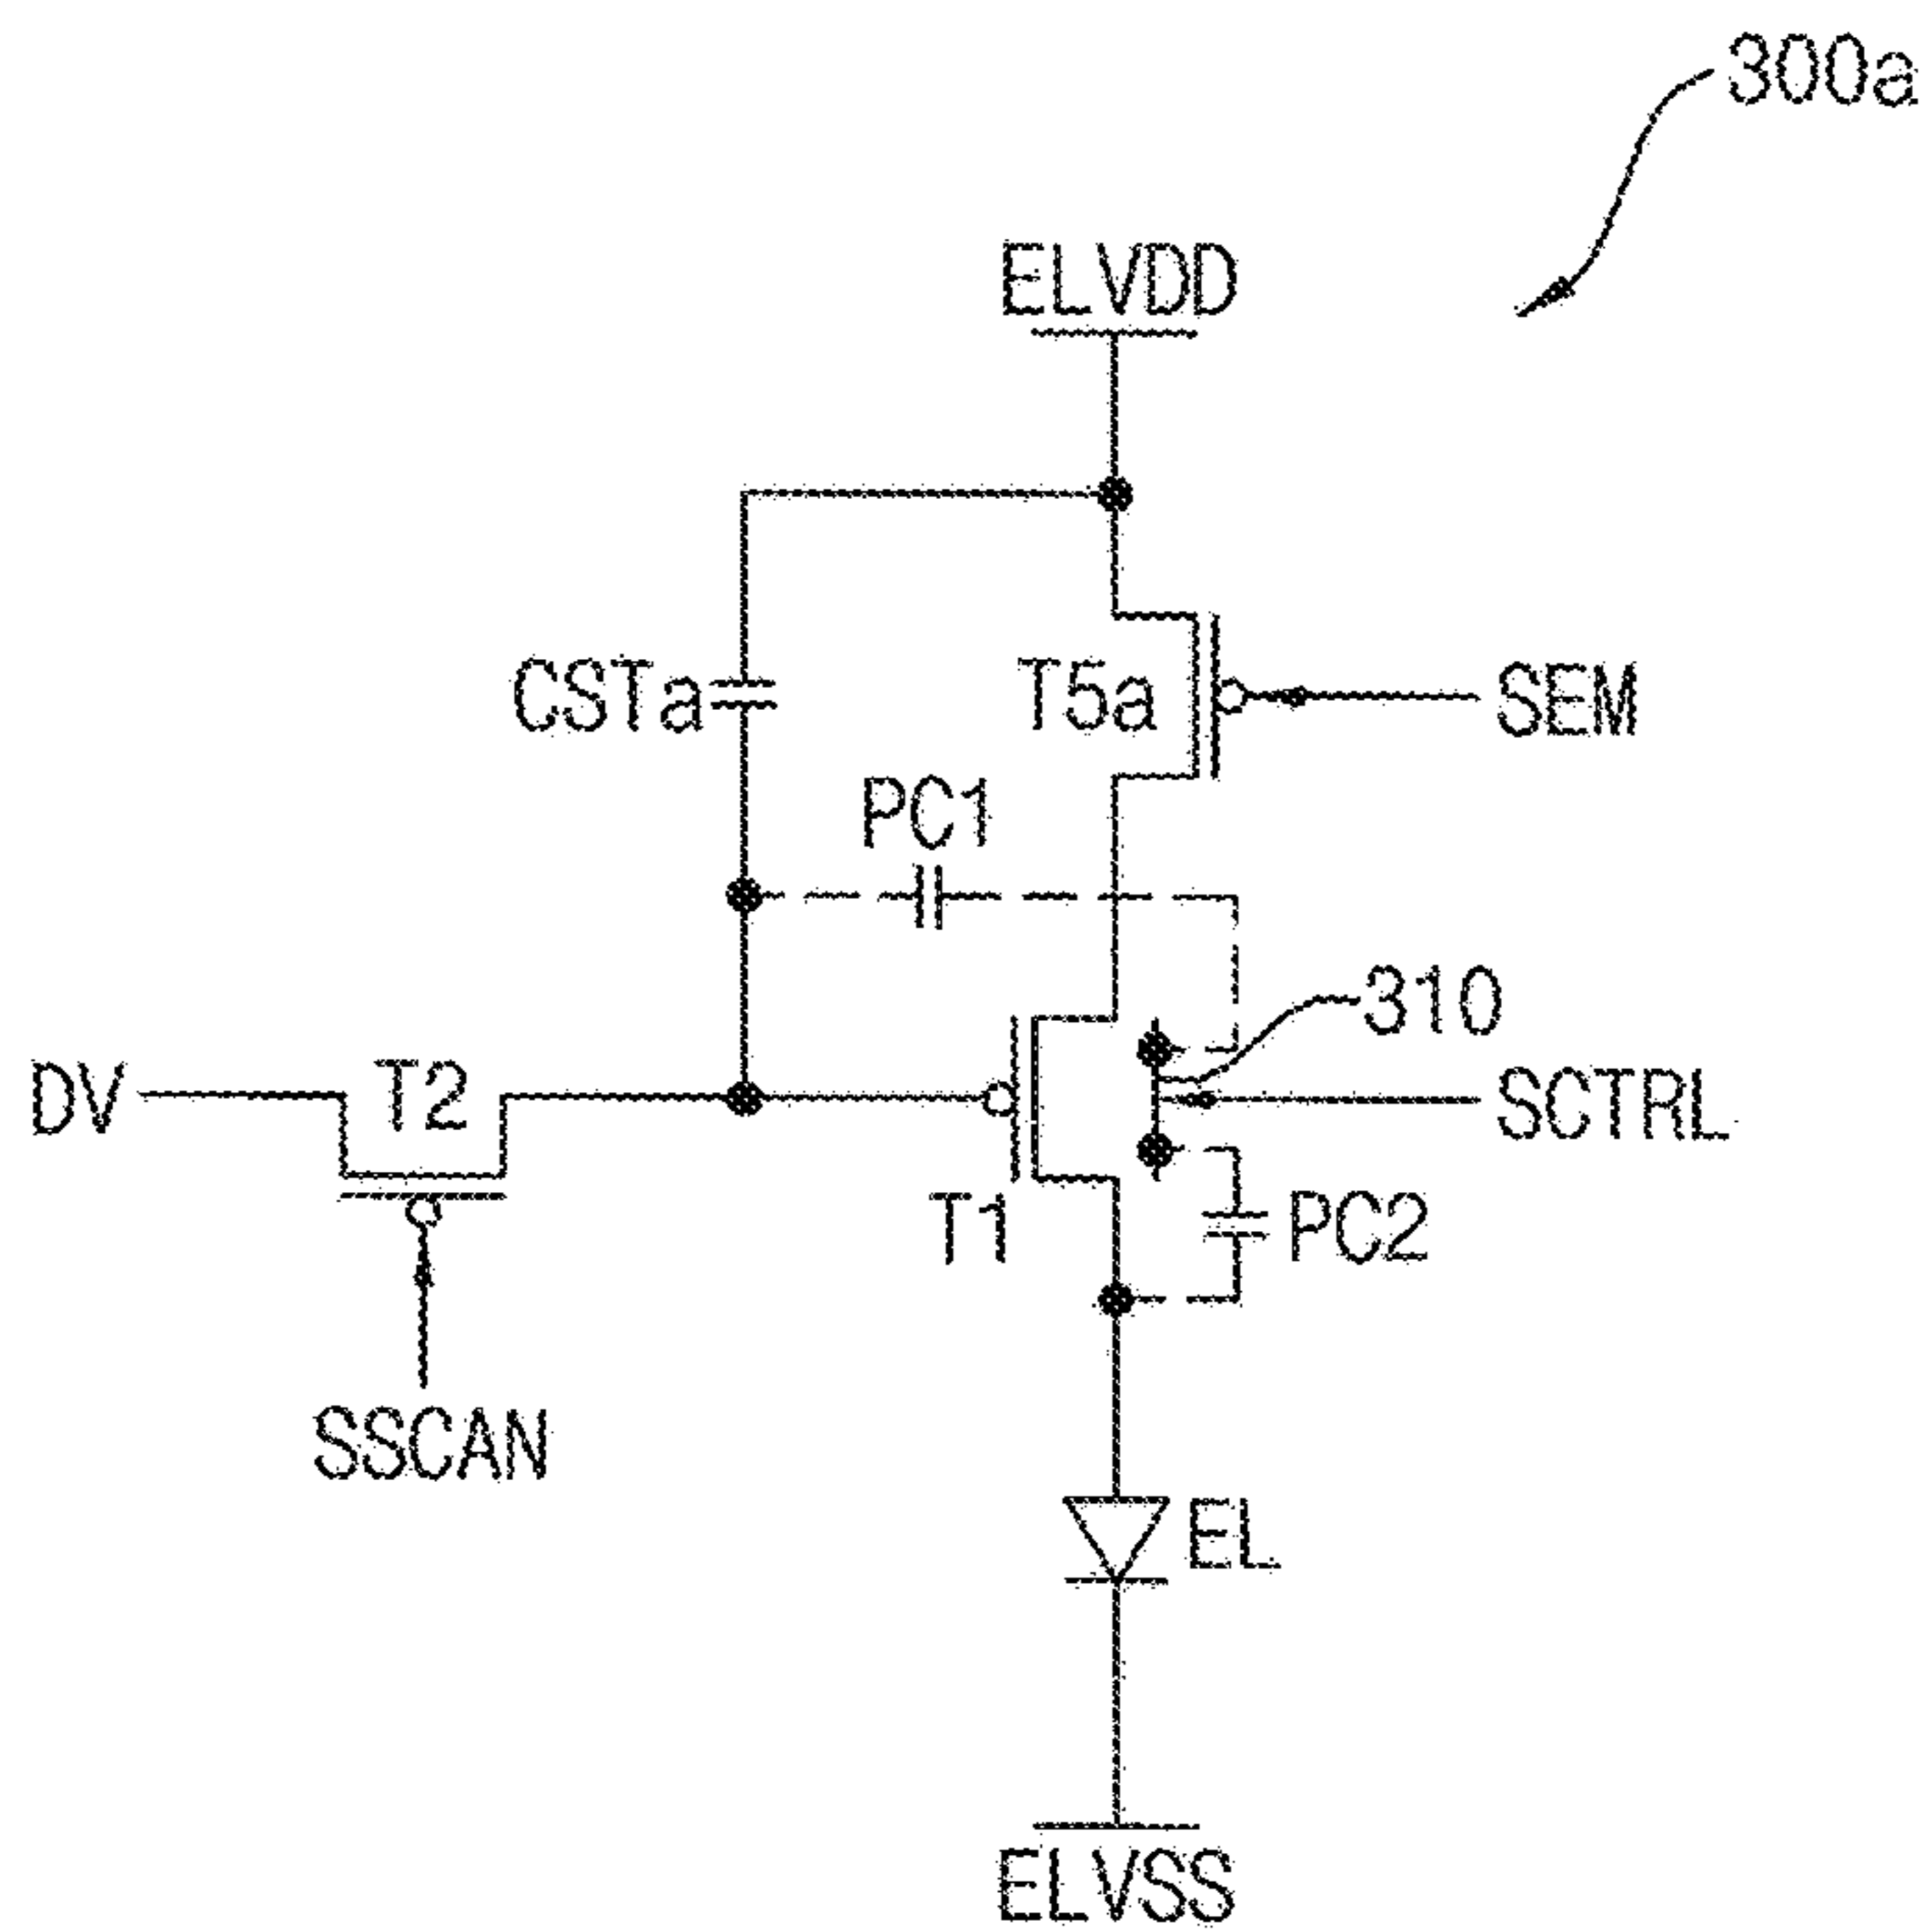 300a
ELVDD
CSTa
T5a
SEM
PC1
310
DV
T2
SCTRL
T1
PC2
SSCAN
EL
ELVSS